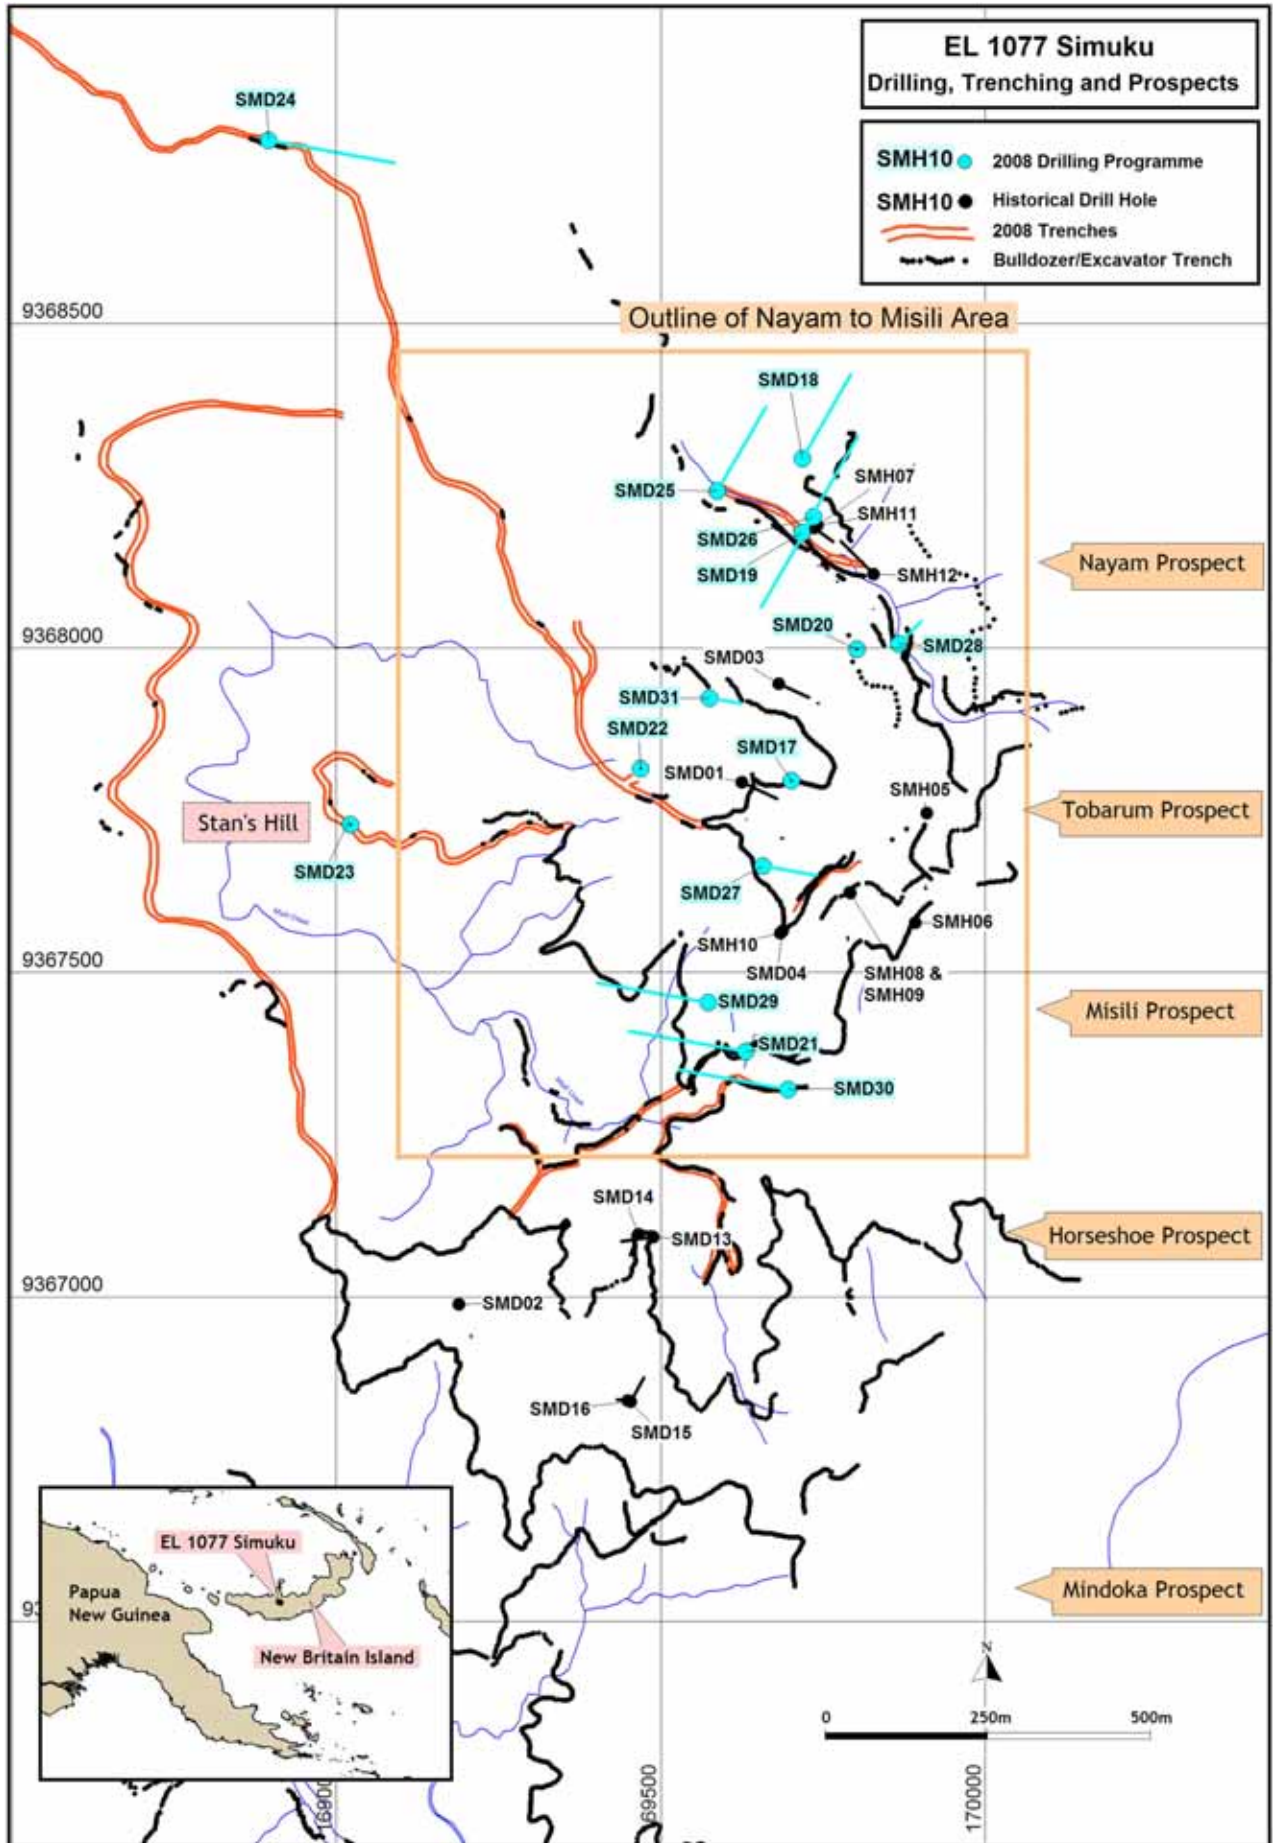 EL 1077 Simuku
Drilling, Trenching and Prospects
SMH10
2008 Drilling Programme
SMH10
Historical Drill Hole
2008 Trenches
Bulldozer/Excavator Trench
SMD24
9368500
Outline of Nayam to Misili Area
SMD18
SMH07
SMD25
SMH11
SMD26
SMD19
SMH12
Nayam Prospect
9368000
SMD20
SMD28
SMD03
SMD31
SMD22
SMD17
SMD01
SMH05
Tobarum Prospect
Stan's Hill
SMD23
SMD27
SMH06
SMH10
SMD04
SMH08 &
SMH09
9367500
SMD29
Misili Prospect
SMD21
SMD30
SMD14
SMD13
Horseshoe Prospect
9367000
SMD02
SMD16
SMD15
EL 1077 Simuku
Papua
New Guinea
New Britain Island
Mindoka Prospect
N
0
250m
500m
170000